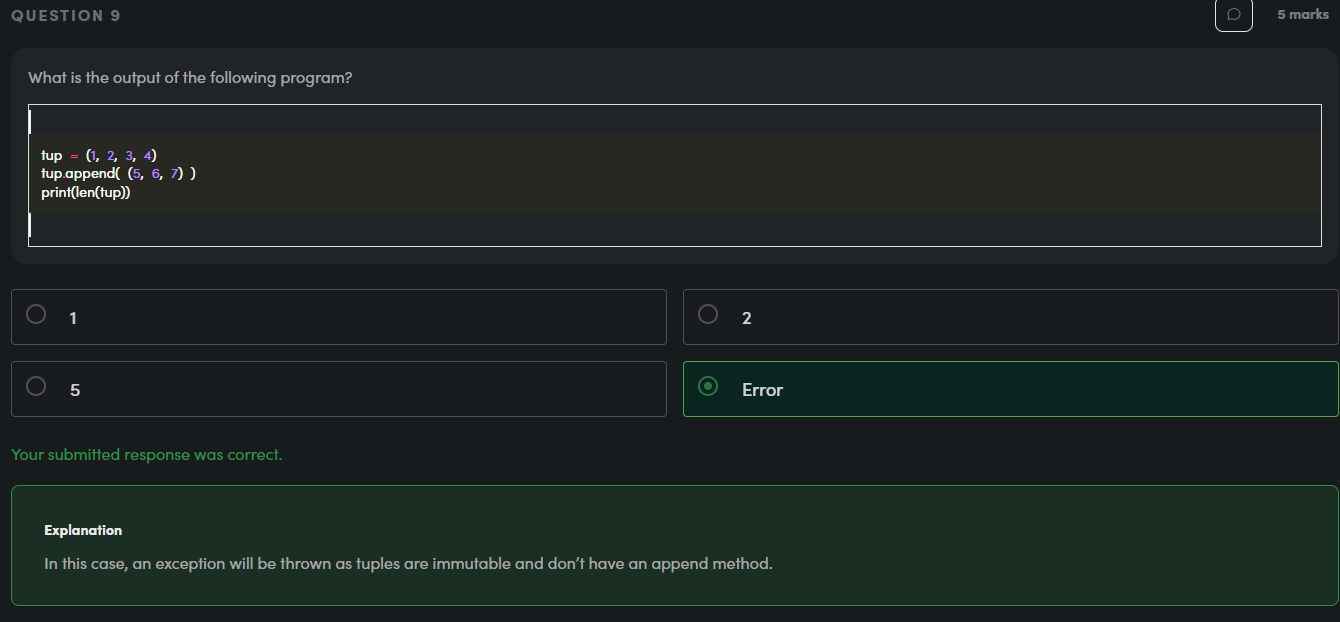 QUESTION 9
5 marks
What is the output of the following program?
tup = (1, 2, 3, 4)
tup.append( (5, 6, 7) )
print(len(tup))
1
2
5
Error
Your submitted response was correct.
Explanation
In this case, an exception will be thrown as tuples are immutable and don’t have an append method.